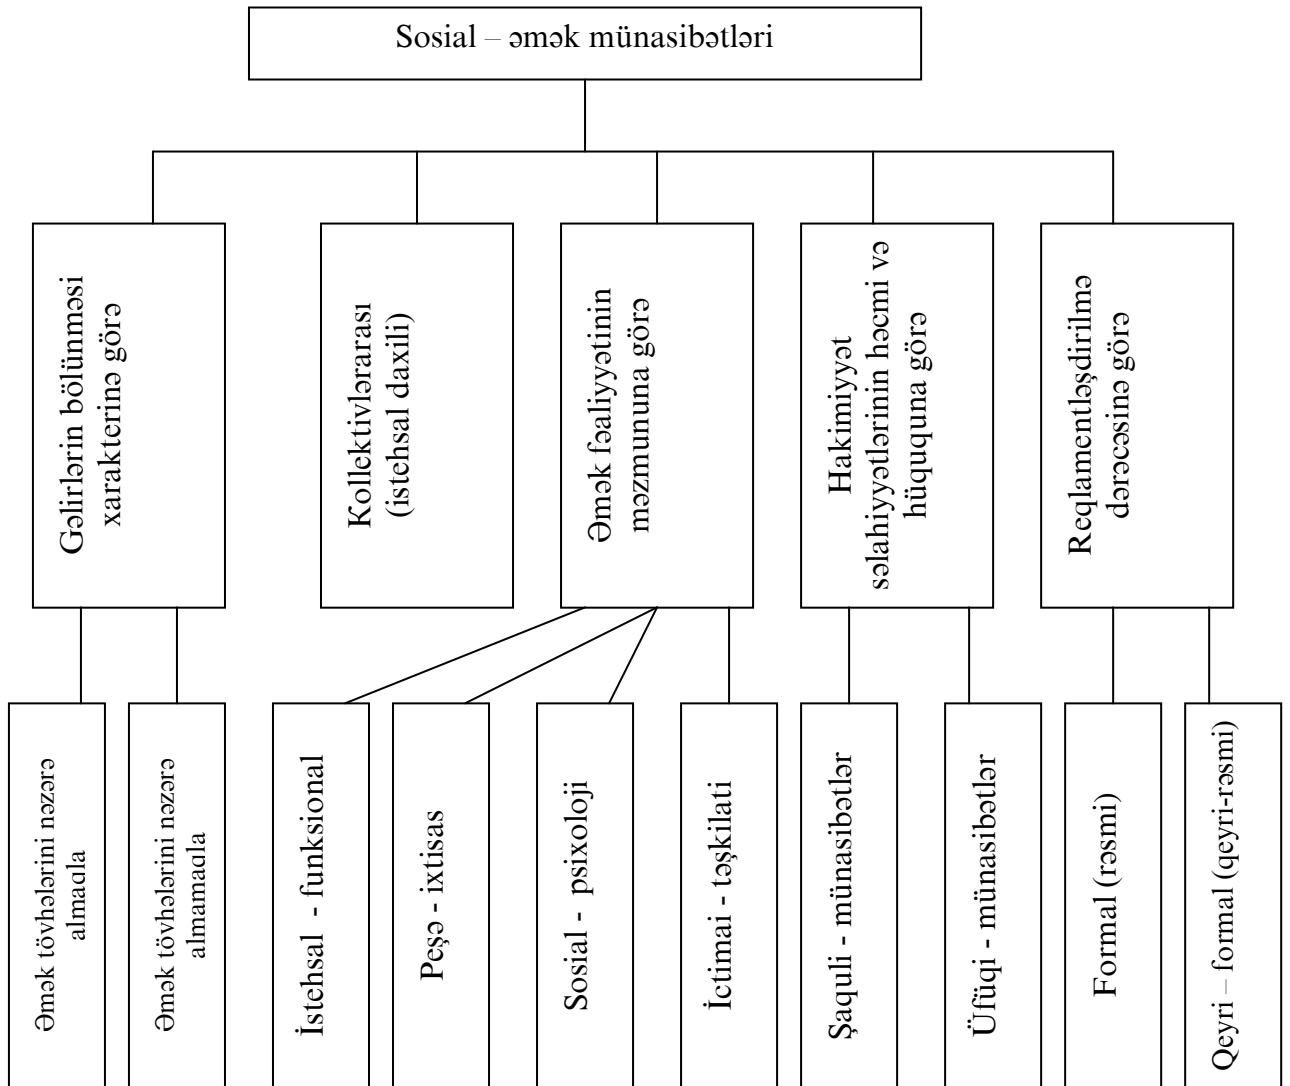 Sosial – əmək münasibətləri
Gəlirlərin bölünməsi
xarakterinə görə
Kollektivlərarası
(istehsal daxili)
Əmək fəaliyyətinin
məzmununa görə
Hakimiyyət
səlahiyyətlərinin həcmi və
hüququna görə
Reqlamentləşdirilmə
dərəcəsinə görə
Əmək tövhələrini nəzərə
almaqla
Əmək tövhələrini nəzərə
almamaqla
İstehsal - funksional
Peşə - ixtisas
Sosial - psixoloji
İctimai - təşkilati
Şaquli - münasibətlər
Üfüqi - münasibətlər
Formal (rəsmi)
Qeyri – formal (qeyri-rəsmi)